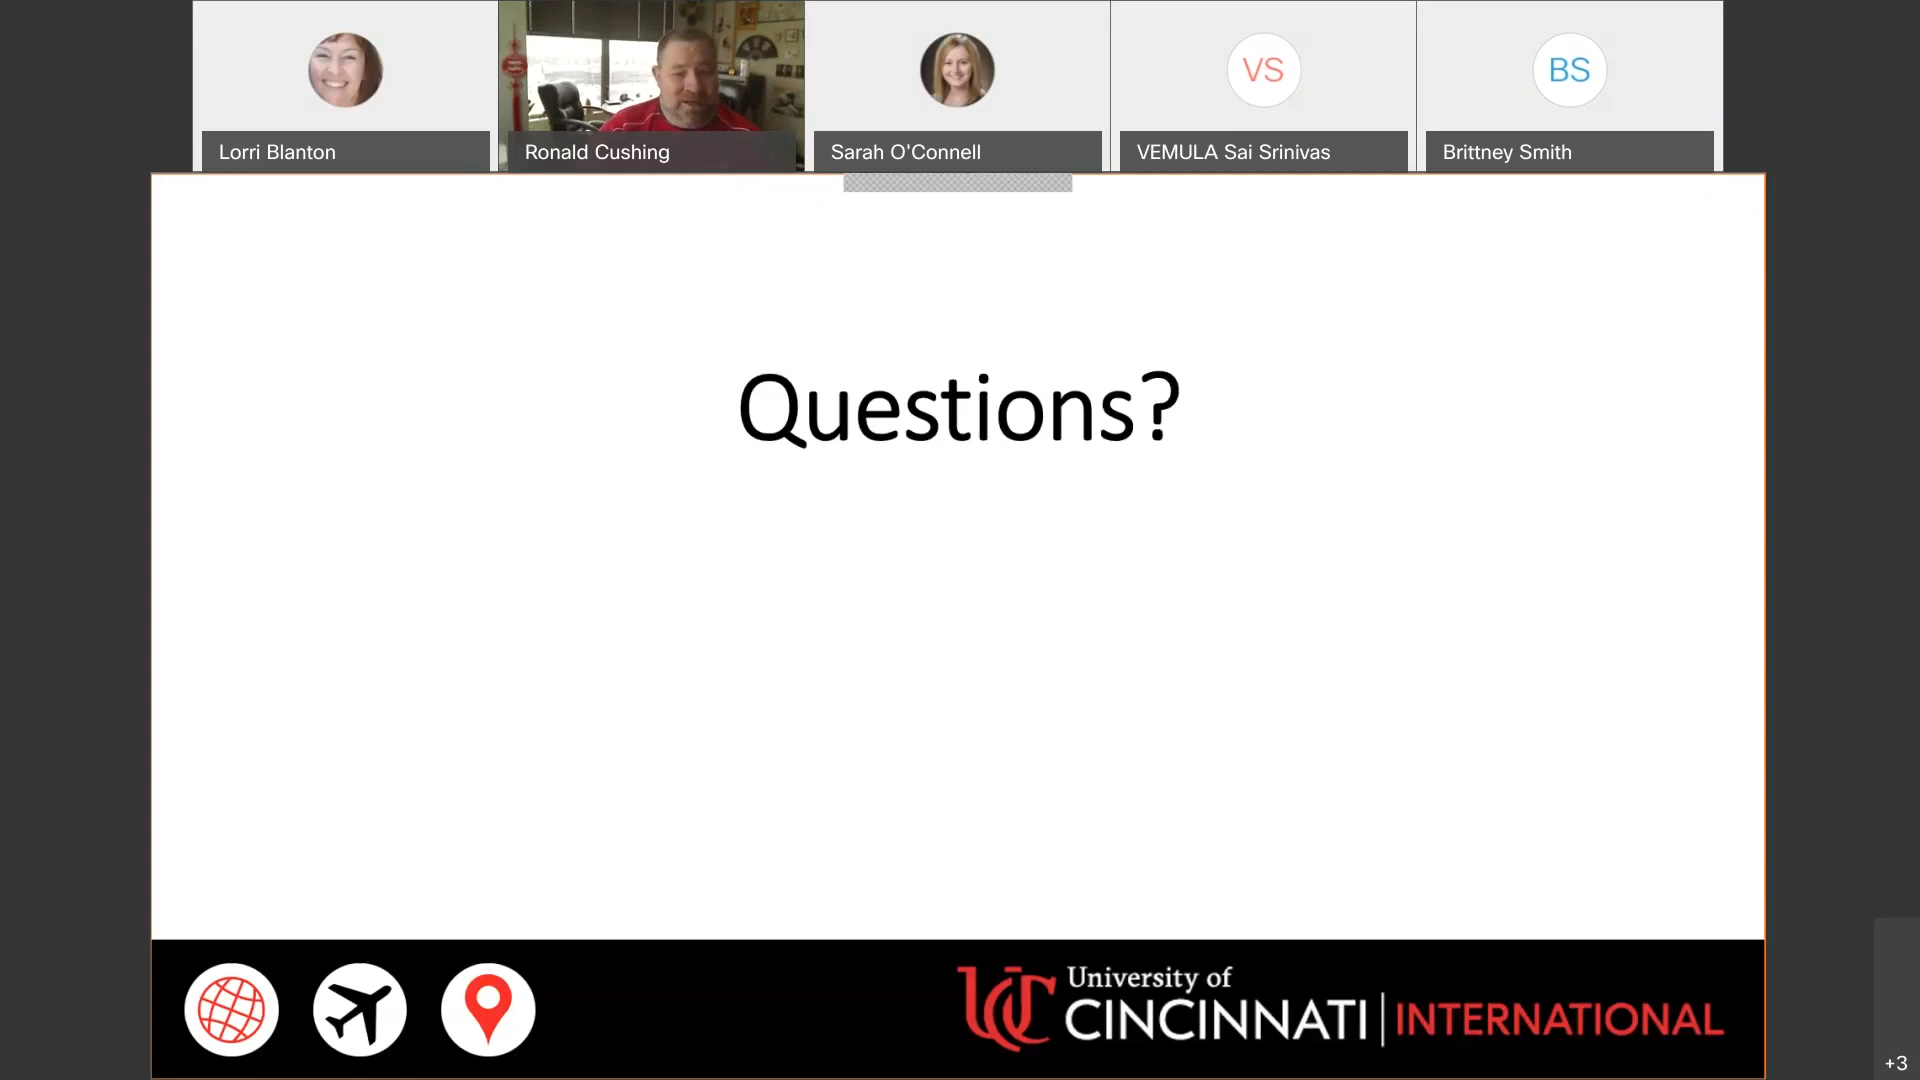 VS
BS
Lorri Blanton
Ronald Cushing
Sarah O'Connell
VEMULA Sai Srinivas
Brittney Smith
Questions?
UC University of
CINCINNATI | INTERNATIONAL
+3